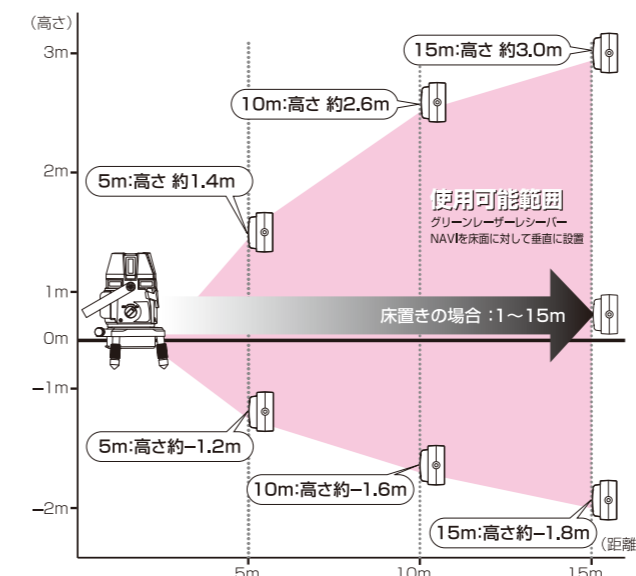 (高さ)
3m
15m:高さ 約3.0m
10m:高さ 約2.6m
2m
5m:高さ 約1.4m
使用可能範囲
グリーンレーザーレシーバー
NAVIを床面に対して垂直に設置
1m
床置きの場合:1〜15m
0m
−1m
5m:高さ約−1.2m
10m:高さ約−1.6m
−2m
15m:高さ約−1.8m
(距離
5m
10m
15m